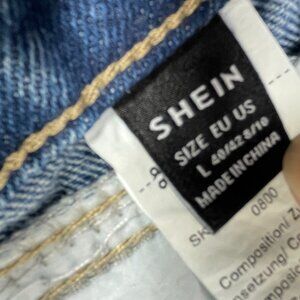 SHEIN
SIZE EU US
L 40/42 8/10
MADE IN CHINA
SK
0800
Composition/